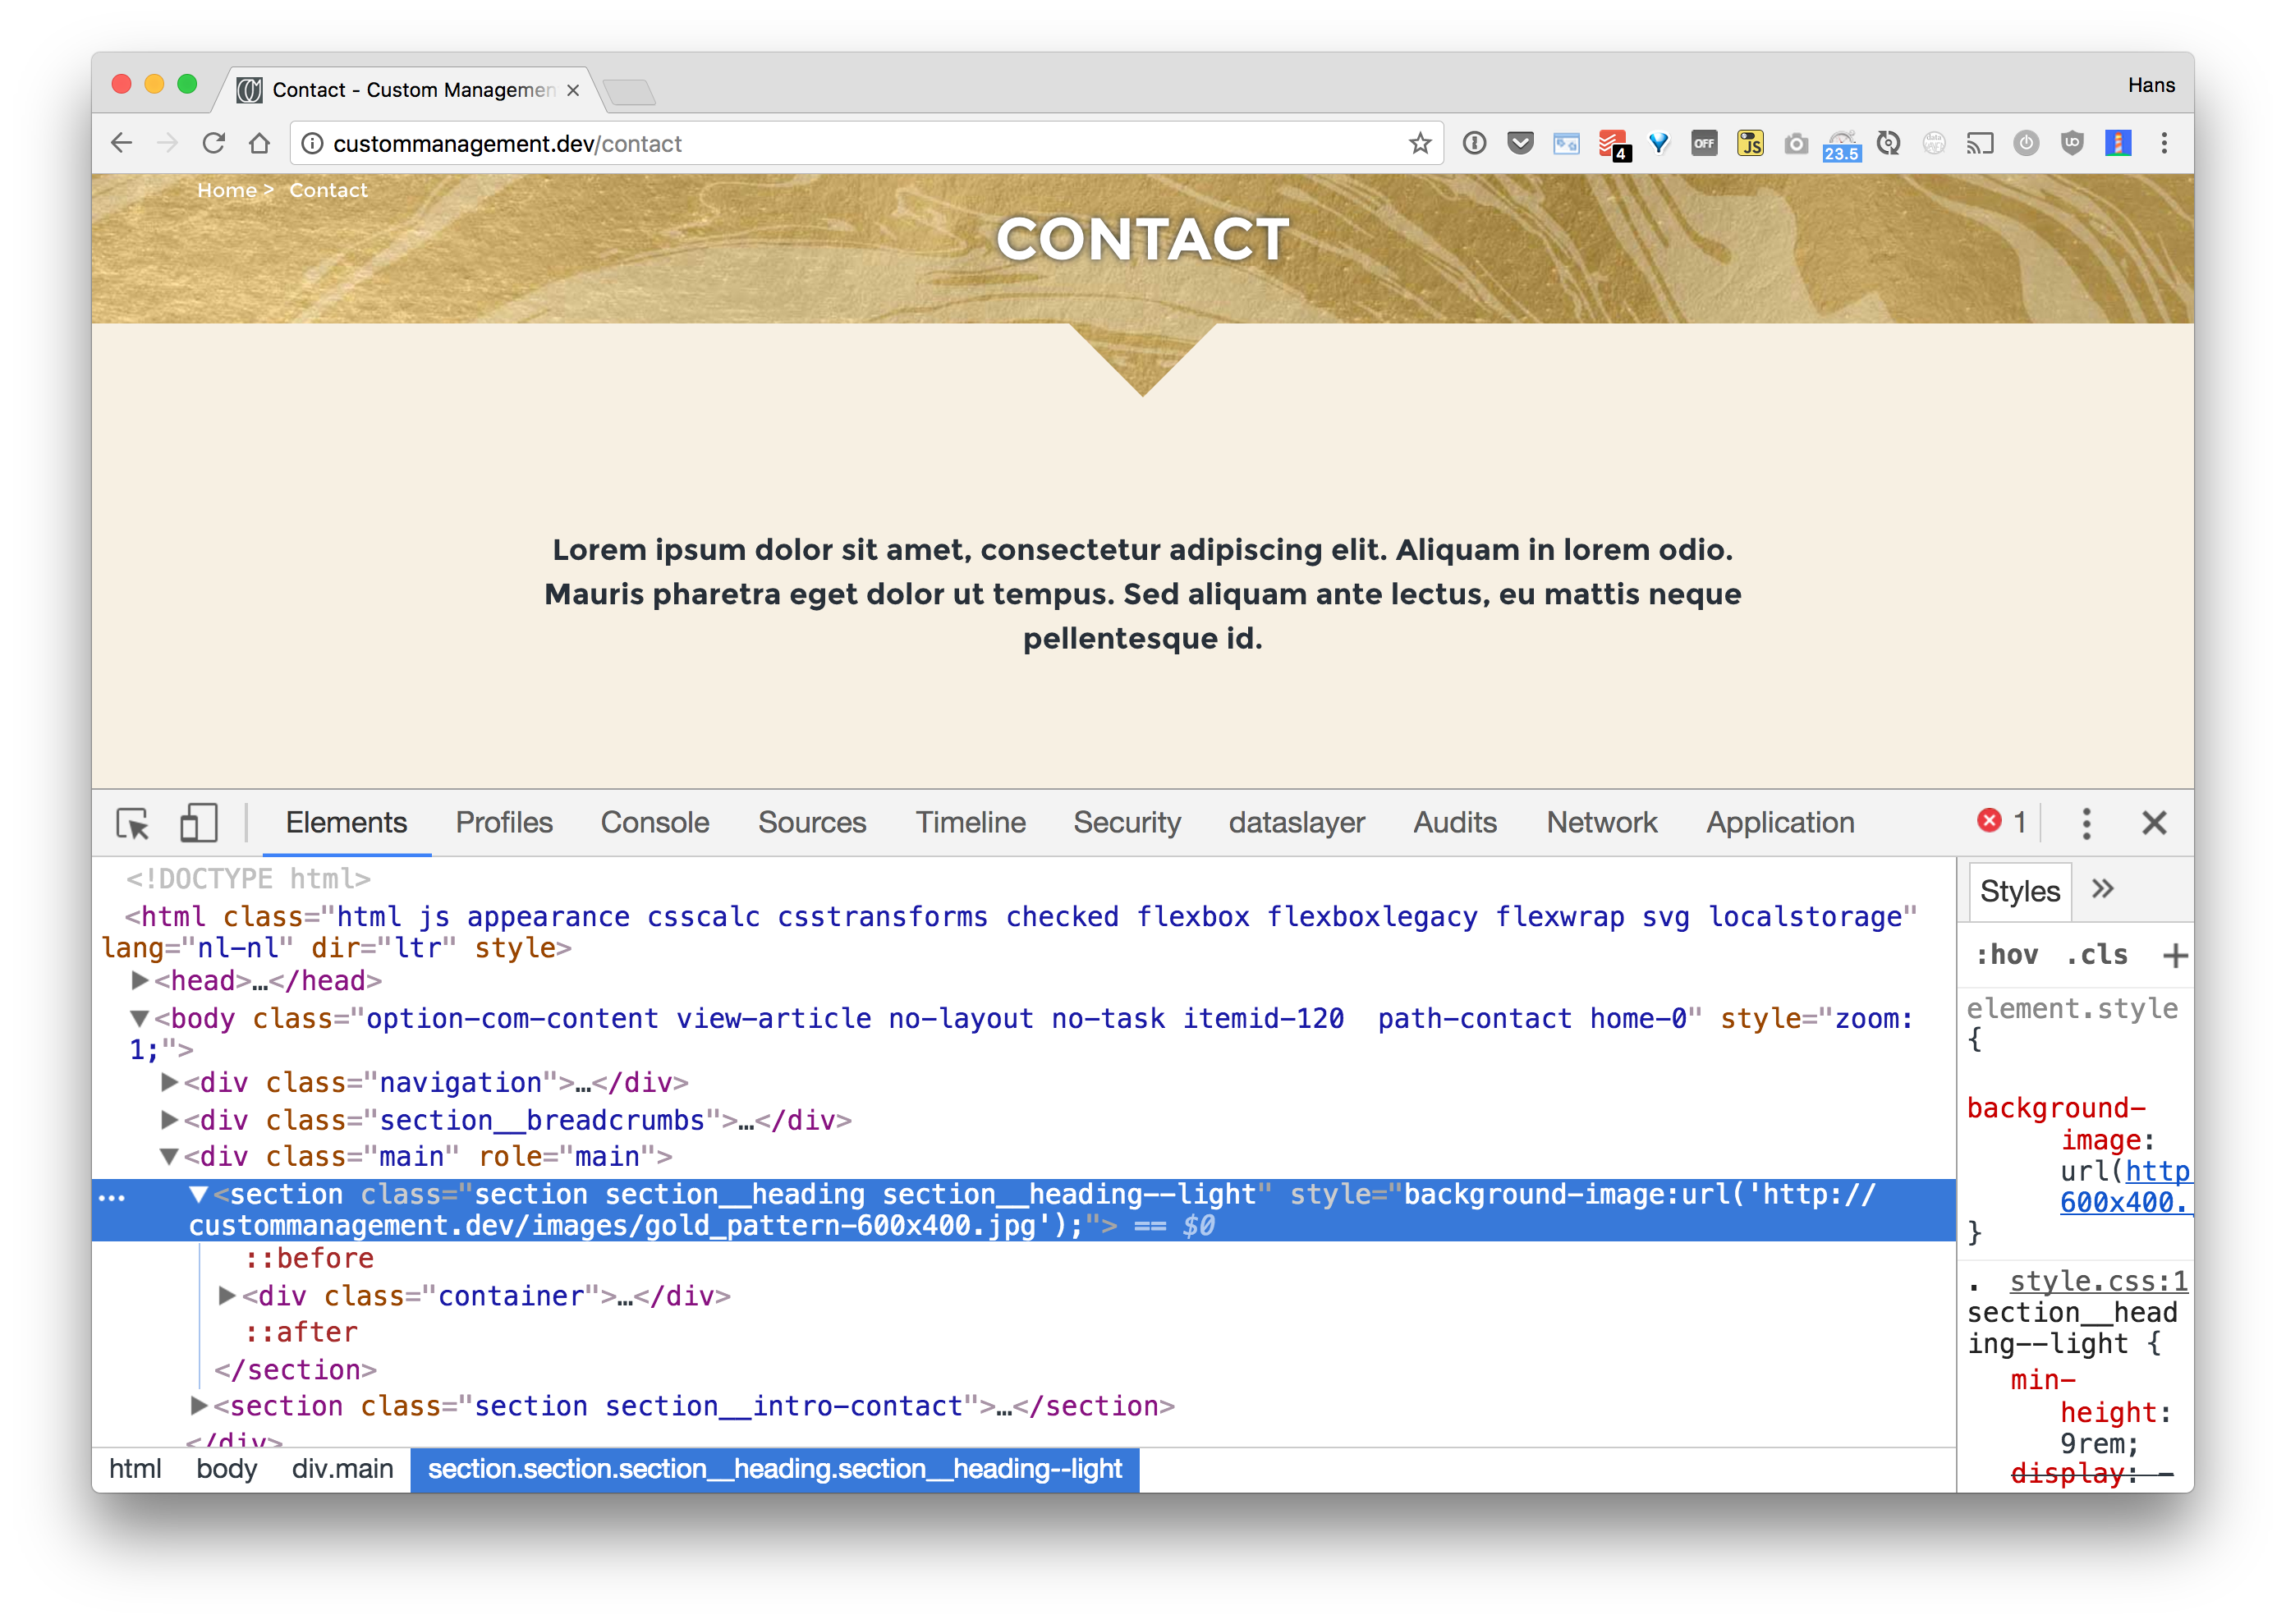 Contact - Custom Managemen
Hans
custommanagement.dev/contact
4
OFF
JS
23.5
Home > Contact
CONTACT
Lorem ipsum dolor sit amet, consectetur adipiscing elit. Aliquam in lorem odio.
Mauris pharetra eget dolor ut tempus. Sed aliquam ante lectus, eu mattis neque
pellentesque id.
Elements Profiles Console Sources Timeline Security dataslayer Audits Network Application 1
<!DOCTYPE html>
<html class="html js appearance csscalc csstransforms checked flexbox flexboxlegacy flexwrap svg localstorage"
lang="nl-nl" dir="ltr" style>
<head>…</head>
<body class="option-com-content view-article no-layout no-task itemid-120  path-contact home-0" style="zoom:
1;">
<div class="navigation">…</div>
<div class="section__breadcrumbs">…</div>
<div class="main" role="main">
<section class="section section__heading section__heading--light" style="background-image:url('http://
custommanagement.dev/images/gold_pattern-600x400.jpg');"> == $0
::before
<div class="container">…</div>
::after
</section>
<section class="section section__intro-contact">…</section>
</div>
html body div.main section.section.section__heading.section__heading--light
Styles »
:hov .cls +
element.style
{
background-
image:
url(http
600x400.
}
. style.css:1
section__head
ing--light {
min-
height:
9rem;
display: -